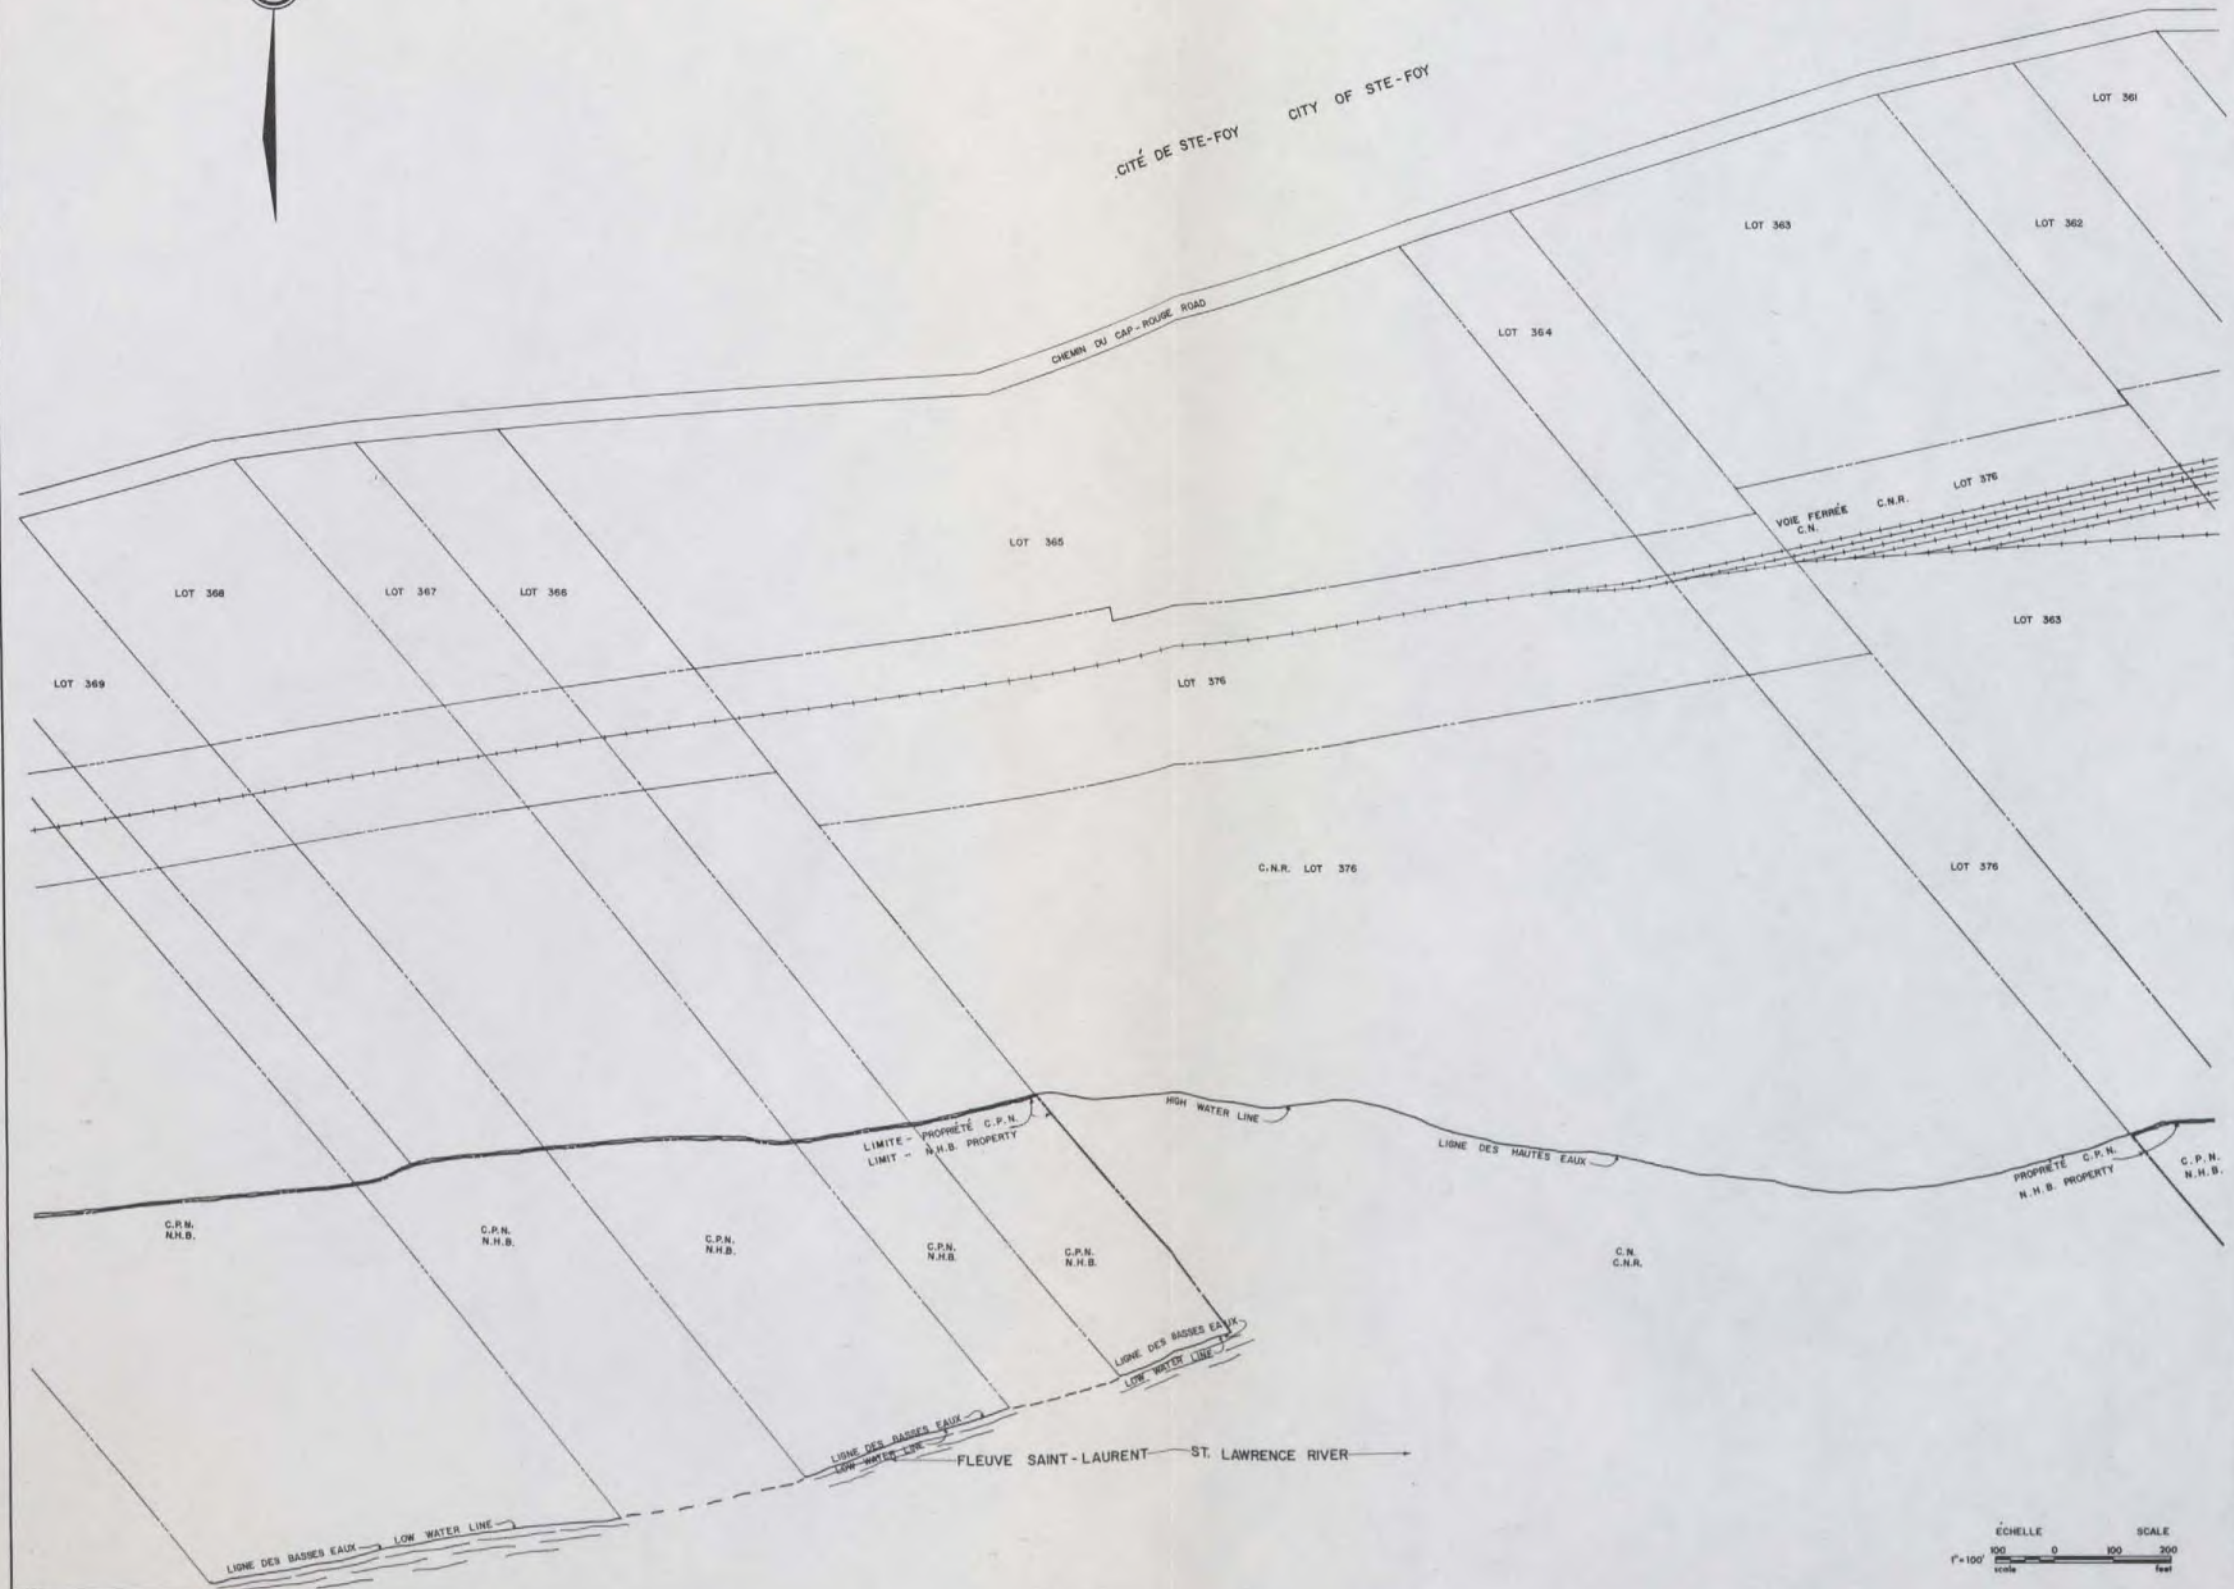 CITÉ DE STE-FOY CITY OF STE-FOY
LOT 361
LOT 362
LOT 363
LOT 364
CHEMIN DU CAP-ROUGE ROAD
VOIE FERRÉE C.N.R. LOT 376
C.N.
LOT 365
LOT 368
LOT 367
LOT 366
LOT 363
LOT 369
LOT 376
C.N.R. LOT 376
LOT 376
HIGH WATER LINE
LIMITE - PROPRIÉTÉ C.P.N.
LIMIT - N.H.B. PROPERTY
LIGNE DES HAUTES EAUX
PROPRIÉTÉ C.P.N.
N.H.B. PROPERTY
C.P.N.
N.H.B.
C.P.N.
N.H.B.
C.P.N.
N.H.B.
C.P.N.
N.H.B.
C.P.N.
N.H.B.
C.P.N.
N.H.B.
C.N.
C.N.R.
LIGNE DES BASSES EAUX
LOW WATER LINE
LIGNE DES BASSES EAUX
LOW WATER LINE
FLEUVE SAINT-LAURENT ST. LAWRENCE RIVER
LIGNE DES BASSES EAUX LOW WATER LINE
ÉCHELLE SCALE
1"=100' 100 0 100 200
scale feet